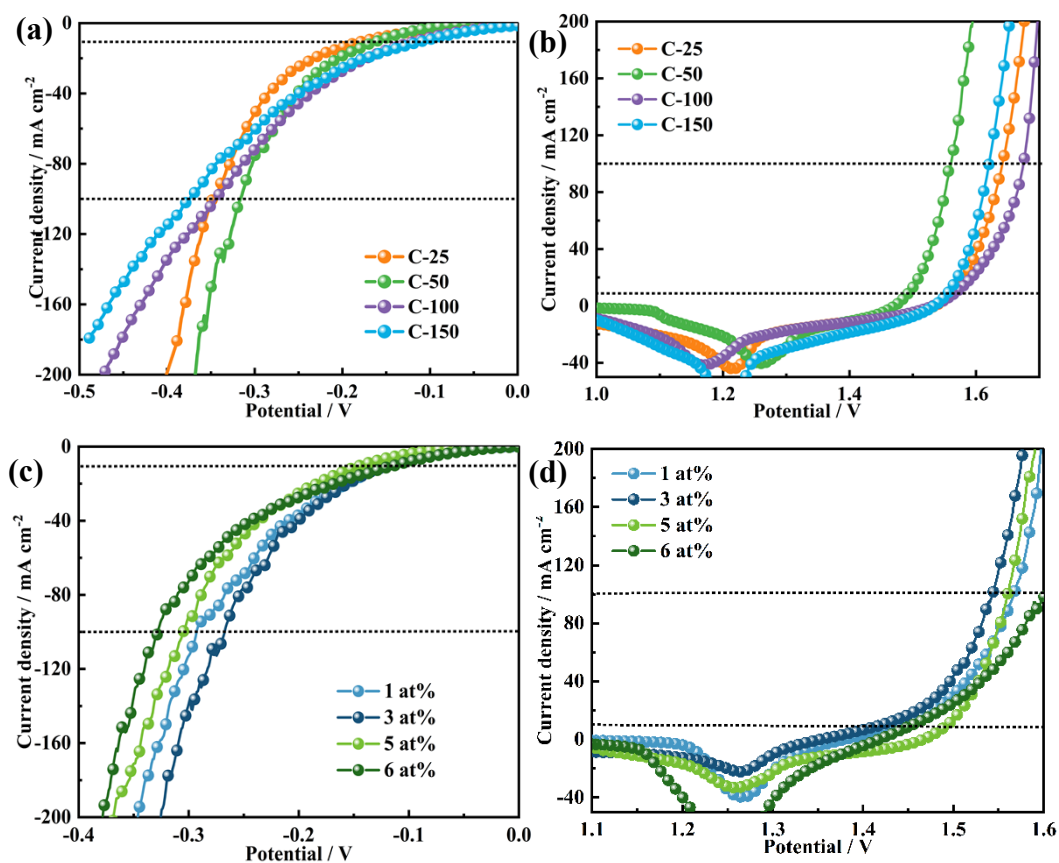 (a)
0
-40
-80
-120
-160
-200
Current density / mA cm⁻²
C-25
C-50
C-100
C-150
-0.5 -0.4 -0.3 -0.2 -0.1 0.0
Potential / V
(b)
200
160
120
80
40
0
-40
Current density / mA cm⁻²
C-25
C-50
C-100
C-150
1.0 1.2 1.4 1.6
Potential / V
(c)
0
-40
-80
-120
-160
-200
Current density / mA cm⁻²
1 at%
3 at%
5 at%
6 at%
-0.4 -0.3 -0.2 -0.1 0.0
Potential / V
(d)
200
160
120
80
40
0
-40
Current density / mA cm⁻²
1 at%
3 at%
5 at%
6 at%
1.1 1.2 1.3 1.4 1.5 1.6
Potential / V